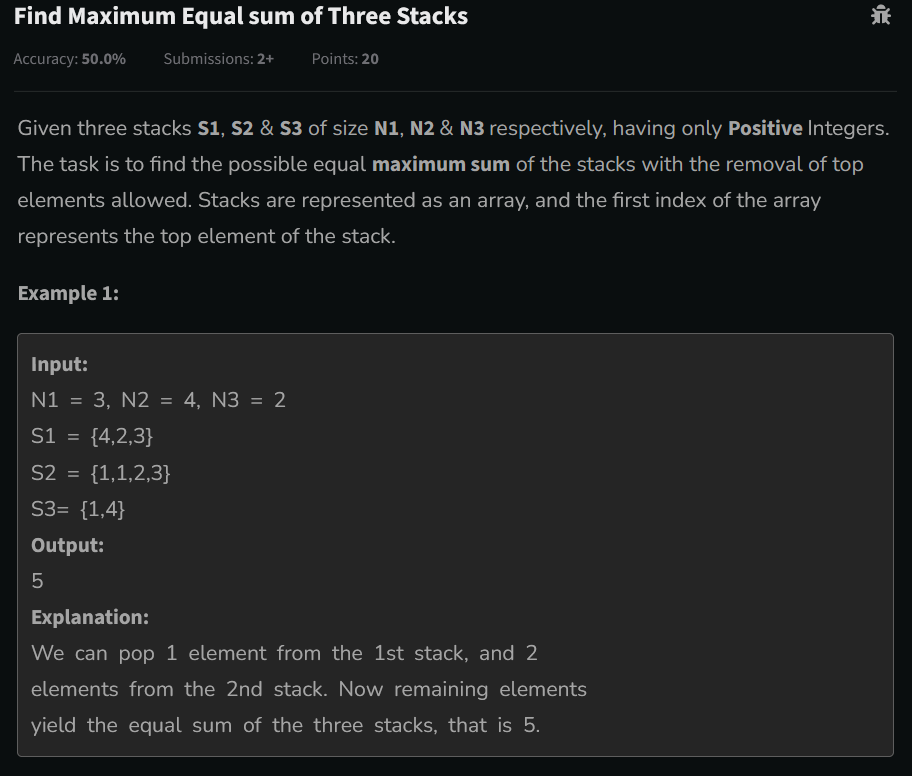 Find Maximum Equal sum of Three Stacks
Accuracy: 50.0% Submissions: 2+ Points: 20
Given three stacks S1, S2 & S3 of size N1, N2 & N3 respectively, having only Positive Integers.
The task is to find the possible equal maximum sum of the stacks with the removal of top
elements allowed. Stacks are represented as an array, and the first index of the array
represents the top element of the stack.
Example 1:
Input:
N1 = 3, N2 = 4, N3 = 2
S1 = {4,2,3}
S2 = {1,1,2,3}
S3= {1,4}
Output:
5
Explanation:
We can pop 1 element from the 1st stack, and 2
elements from the 2nd stack. Now remaining elements
yield the equal sum of the three stacks, that is 5.